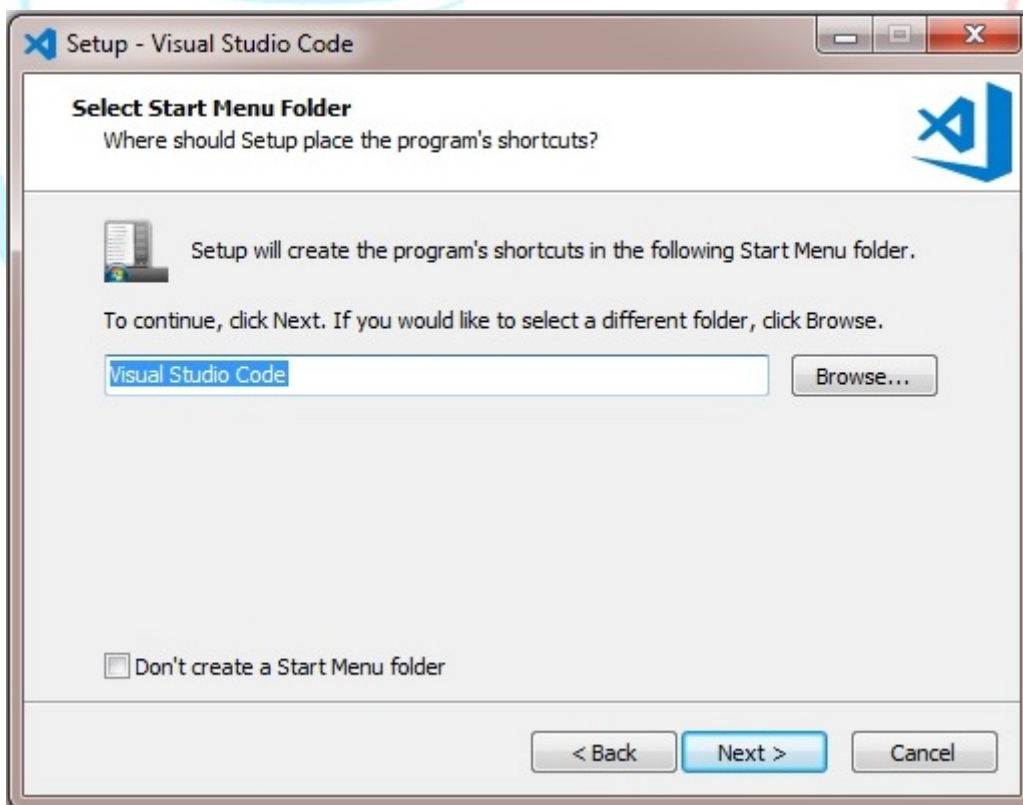 Setup - Visual Studio Code
Select Start Menu Folder
Where should Setup place the program's shortcuts?
Setup will create the program's shortcuts in the following Start Menu folder.
To continue, click Next. If you would like to select a different folder, click Browse.
Visual Studio Code
Browse...
Don't create a Start Menu folder
< Back
Next >
Cancel